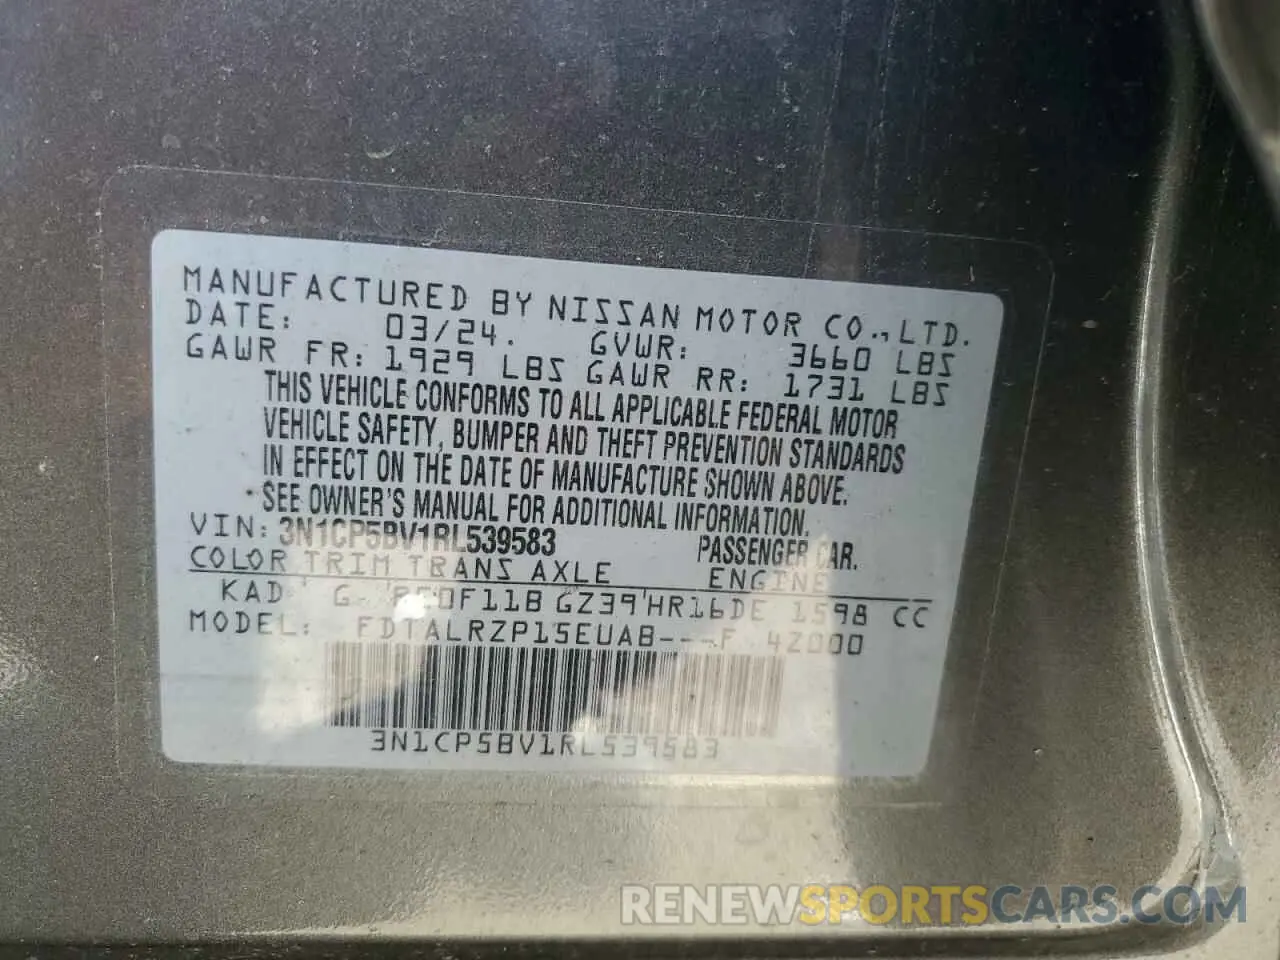 MANUFACTURED BY NISSAN MOTOR CO., LTD.
DATE: 03/24. GVWR: 3660 LBS
GAWR FR: 1929 LBS GAWR RR: 1731 LBS
THIS VEHICLE CONFORMS TO ALL APPLICABLE FEDERAL MOTOR
VEHICLE SAFETY, BUMPER AND THEFT PREVENTION STANDARDS
IN EFFECT ON THE DATE OF MANUFACTURE SHOWN ABOVE.
SEE OWNER'S MANUAL FOR ADDITIONAL INFORMATION.
VIN: 3N1CP5BV1RL539583 PASSENGER CAR.
COLOR TRIM TRANS AXLE ENGINE
KAD G GZ39 HR16DE 1598 CC
MODEL: FDTALRZP15EUAB---F 42000
3N1CP5BV1RL539583
RENEWSPORTSCARS.COM